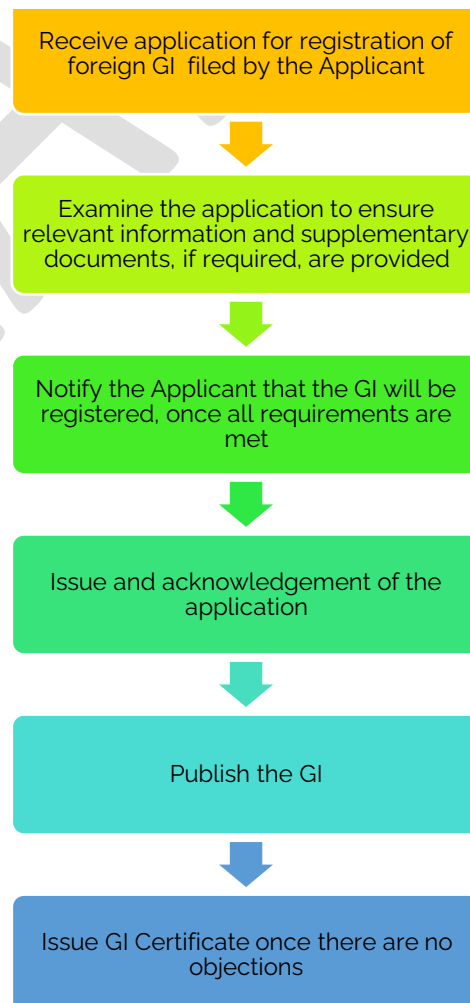 Receive application for registration of
foreign GI  filed by the Applicant
Examine the application to ensure
relevant information and supplementary
documents, if required, are provided
Notify the Applicant that the GI will be
registered, once all requirements are
met
Issue and acknowledgement of the
application
Publish the GI
Issue GI Certificate once there are no
objections